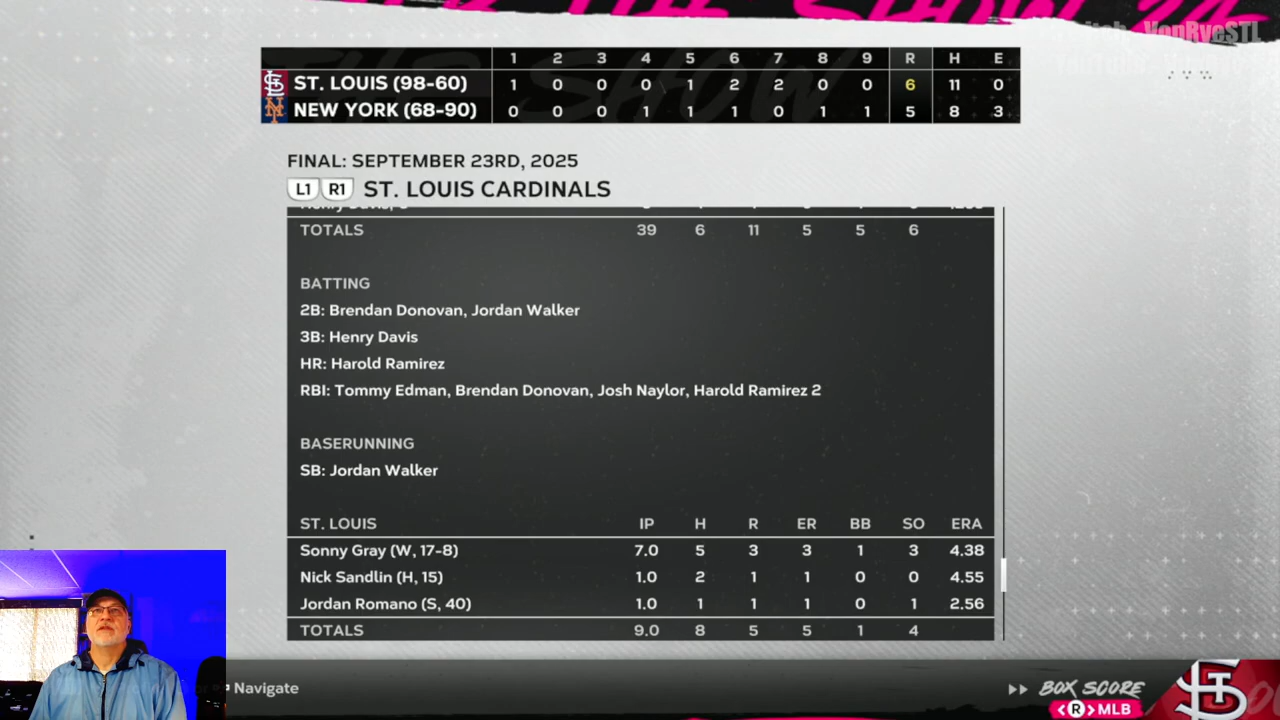 THE SHOW 24
VonRyeSTL
1 2 3 4 5 6 7 8 9 R H E
ST. LOUIS (98-60) 1 0 0 0 1 2 2 0 0 6 11 0
NEW YORK (68-90) 0 0 0 1 1 1 0 1 1 5 8 3
FINAL: SEPTEMBER 23RD, 2025
L1 R1 ST. LOUIS CARDINALS
TOTALS 39 6 11 5 5 6
BATTING
2B: Brendan Donovan, Jordan Walker
3B: Henry Davis
HR: Harold Ramirez
RBI: Tommy Edman, Brendan Donovan, Josh Naylor, Harold Ramirez 2
BASERUNNING
SB: Jordan Walker
ST. LOUIS IP H R ER BB SO ERA
Sonny Gray (W, 17-8) 7.0 5 3 3 1 3 4.38
Nick Sandlin (H, 15) 1.0 2 1 1 0 0 4.55
Jordan Romano (S, 40) 1.0 1 1 1 0 1 2.56
TOTALS 9.0 8 5 5 1 4
Navigate
BOX SCORE
R MLB